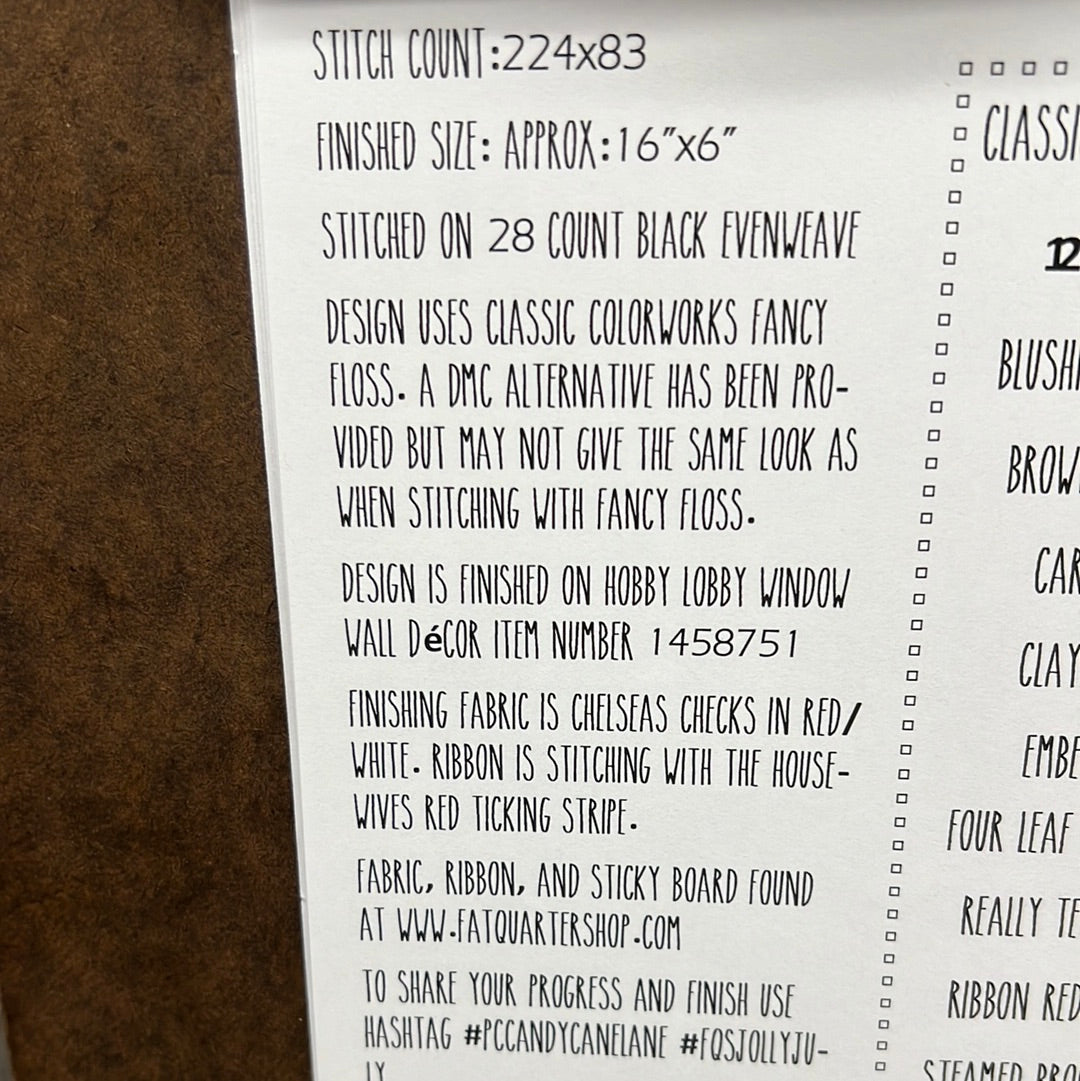 STITCH COUNT:224x83
FINISHED SIZE: APPROX:16"x6"
STITCHED ON 28 COUNT BLACK EVENWEAVE
DESIGN USES CLASSIC COLORWORKS FANCY
FLOSS. A DMC ALTERNATIVE HAS BEEN PRO-
VIDED BUT MAY NOT GIVE THE SAME LOOK AS
WHEN STITCHING WITH FANCY FLOSS.
DESIGN IS FINISHED ON HOBBY LOBBY WINDOW
WALL DéCOR ITEM NUMBER 1458751
FINISHING FABRIC IS CHELSEAS CHECKS IN RED/
WHITE. RIBBON IS STITCHING WITH THE HOUSE-
WIVES RED TICKING STRIPE.
FABRIC, RIBBON, AND STICKY BOARD FOUND
AT WWW.FATQUARTERSHOP.COM
TO SHARE YOUR PROGRESS AND FINISH USE
HASHTAG #PCCANDYCANELANE #FQSJOLLYJU-
LY
CLASSI
12
BLUSHI
BROW
CAR
CLAY
EMBE
FOUR LEAF
REALLY TE
RIBBON RED
STEAMED